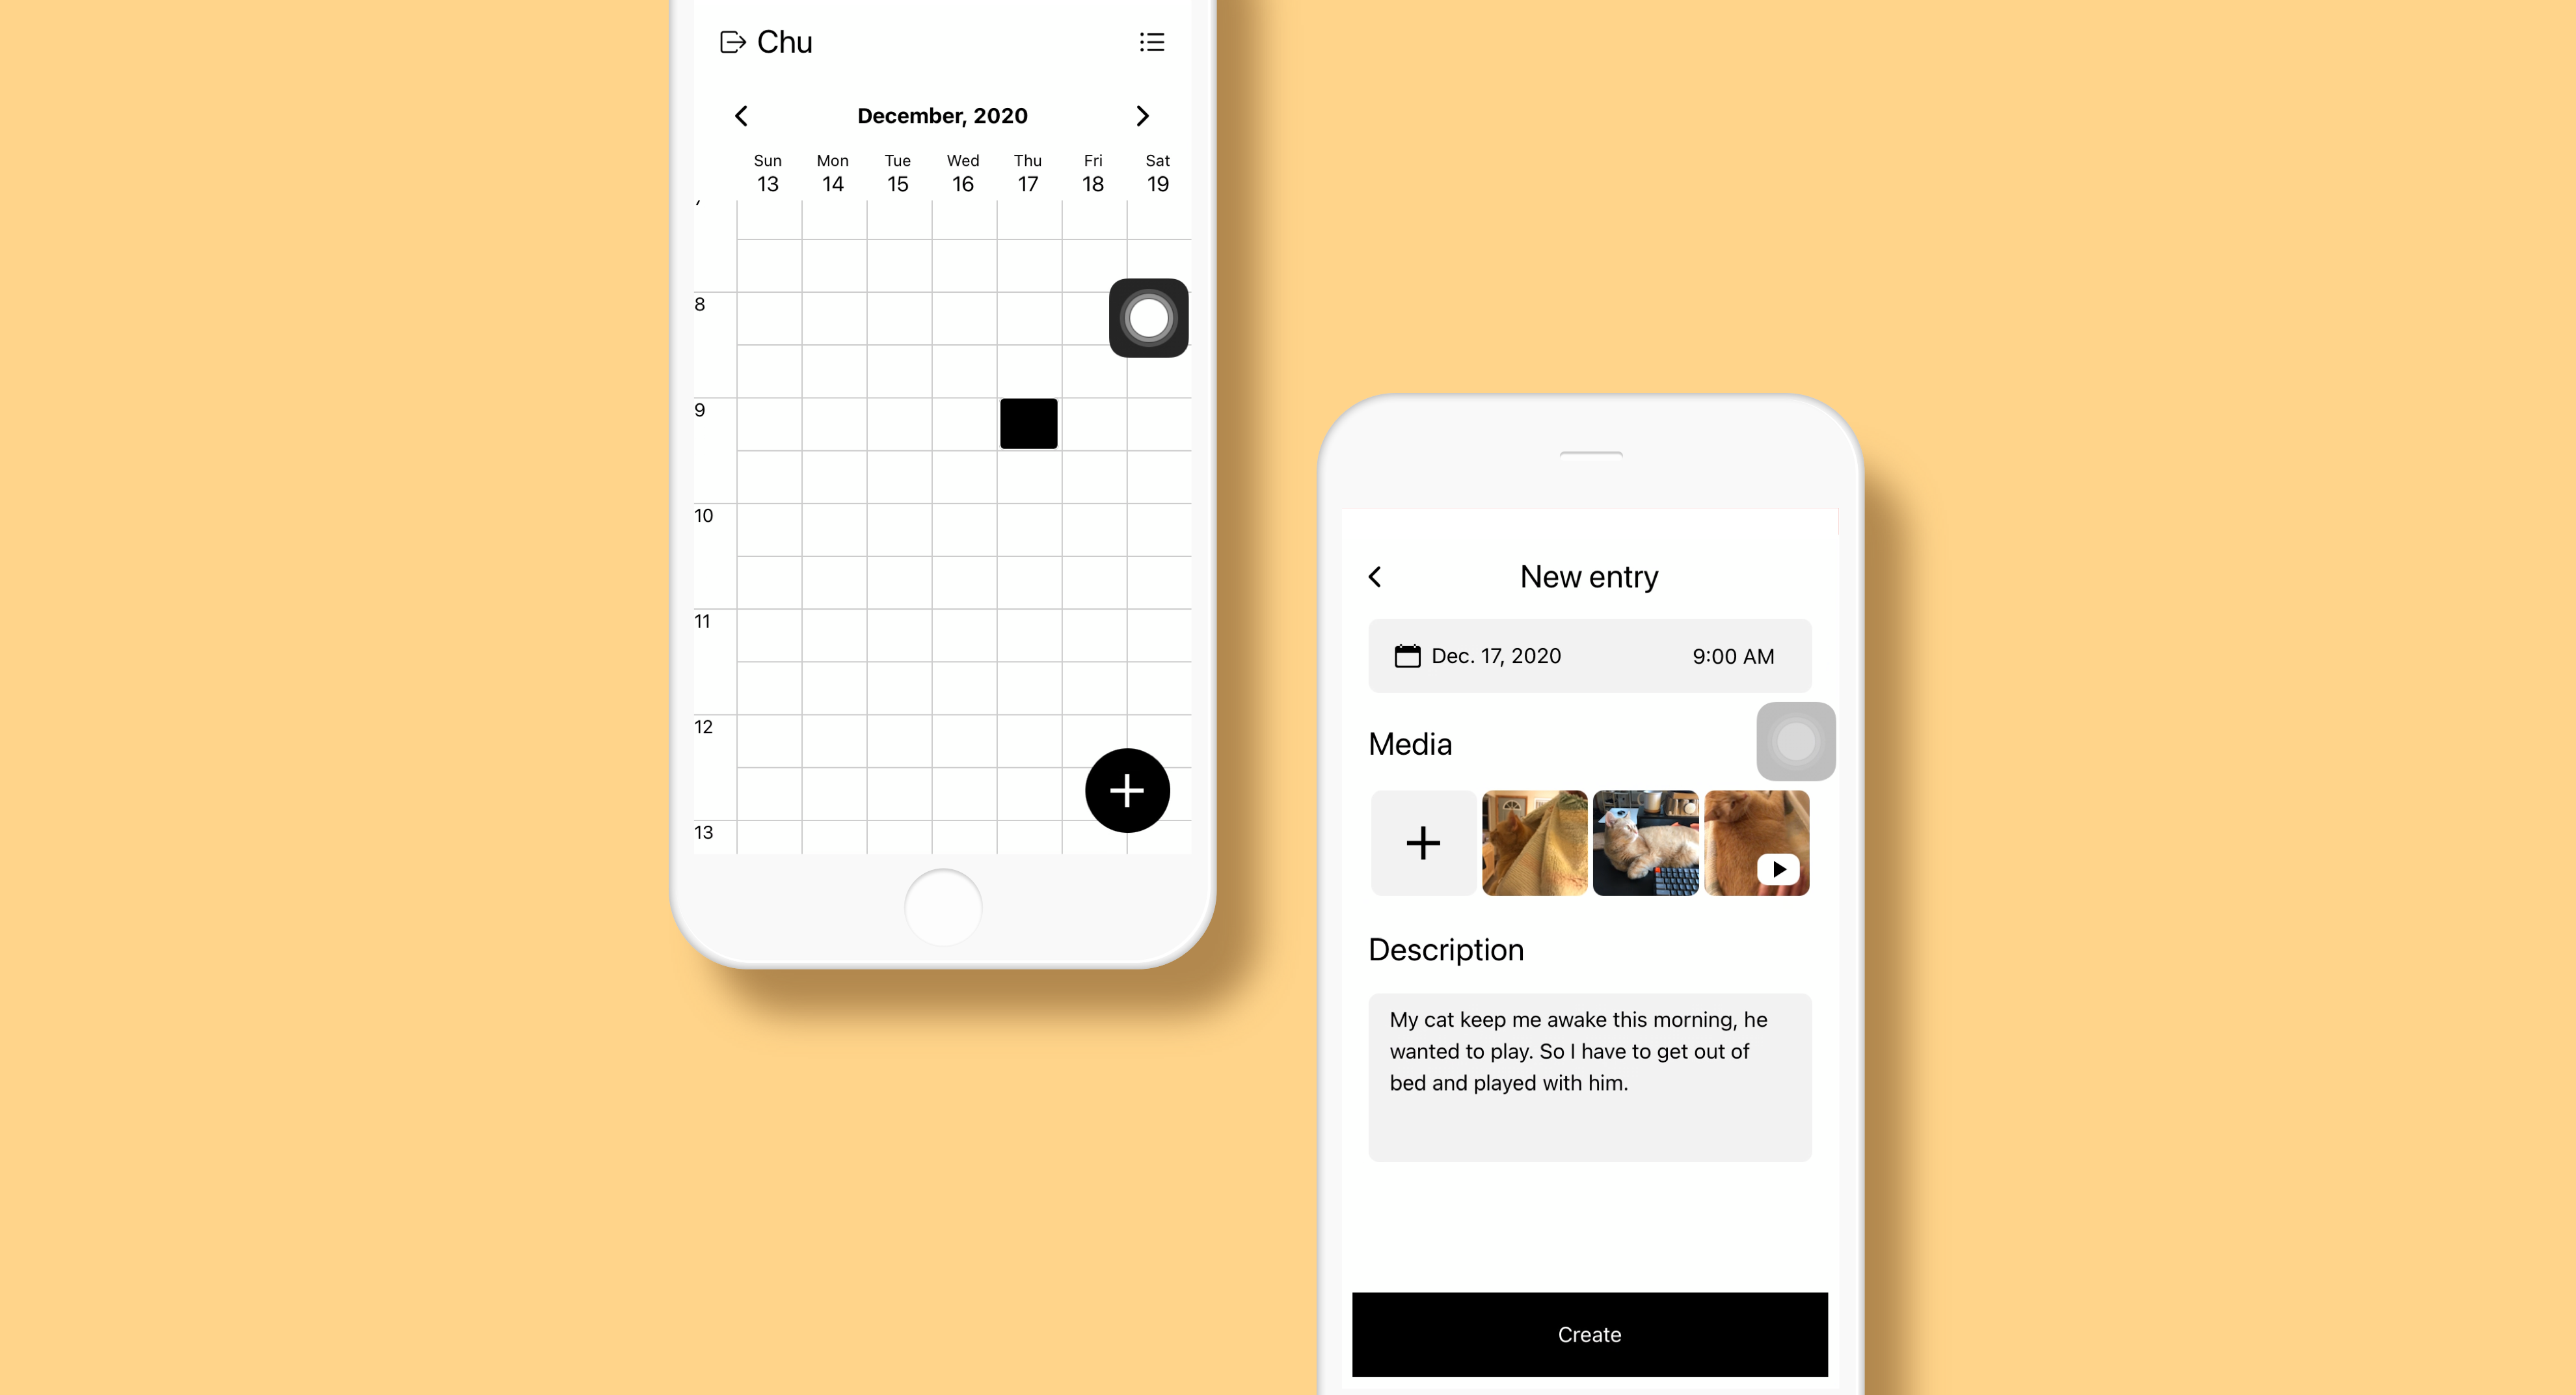 Chu
December, 2020
Sun Mon Tue Wed Thu Fri Sat
13 14 15 16 17 18 19
8
9
10
11
12
13
New entry
Dec. 17, 2020 9:00 AM
Media
Description
My cat keep me awake this morning, he
wanted to play. So I have to get out of
bed and played with him.
Create